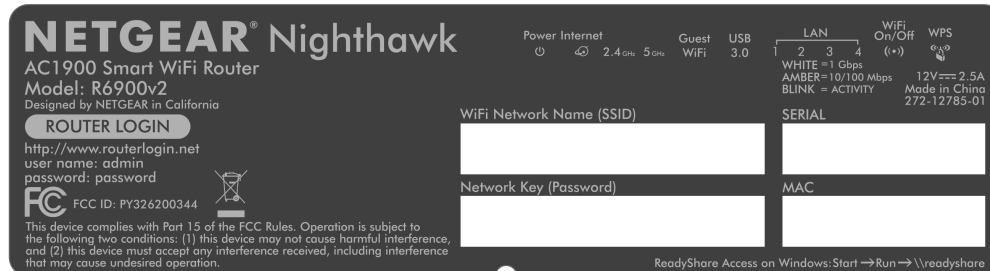 NETGEAR® Nighthawk
AC1900 Smart WiFi Router
Model: R6900v2
Designed by NETGEAR in California
ROUTER LOGIN
http://www.routerlogin.net
user name: admin
password: password
FC FCC ID: PY326200344
This device complies with Part 15 of the FCC Rules. Operation is subject to
the following two conditions: (1) this device may not cause harmful interference,
and (2) this device must accept any interference received, including interference
that may cause undesired operation.
Power Internet
2.4 GHz 5 GHz
Guest
WiFi
USB
3.0
LAN
1 2 3 4
WiFi
On/Off
WPS
WHITE =1 Gbps
AMBER=10/100 Mbps
BLINK = ACTIVITY
12V⎓2.5A
Made in China
272-12785-01
WiFi Network Name (SSID)
SERIAL
Network Key (Password)
MAC
ReadyShare Access on Windows:Start →Run→\\readyshare